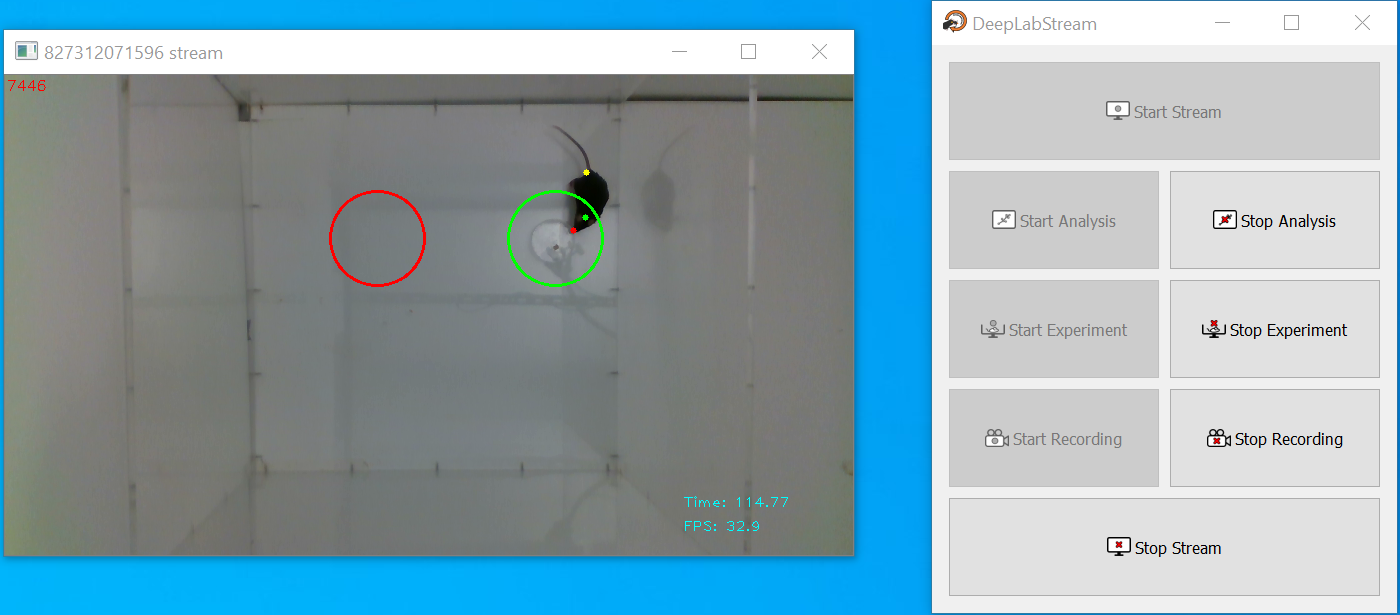 827312071596 stream
7446
Time: 114.77
FPS: 32.9
DeepLabStream
Start Stream
Start Analysis
Stop Analysis
Start Experiment
Stop Experiment
Start Recording
Stop Recording
Stop Stream